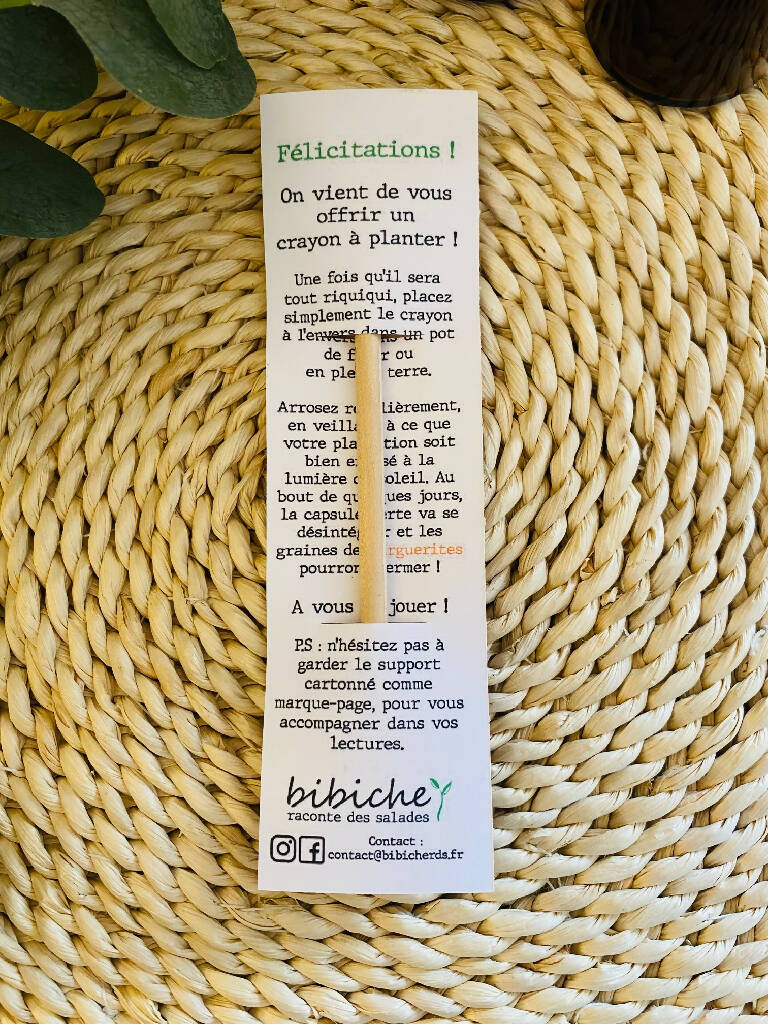 Félicitations !
On vient de vous
offrir un
crayon à planter !
Une fois qu'il sera
tout riquiqui, placez
simplement le crayon
à l'envers dans un pot
de ou
en terre.
Arrosez
en à ce que
votre soit
bien à la
lumière
bout de jours,
la capsule va se
et les
graines
pourront !
A vous jouer !
P.S : n'hésitez pas à
garder le support
cartonné comme
marque-page, pour vous
accompagner dans vos
lectures.
bibiche
raconte des salades
Contact :
contact@bibicherds.fr